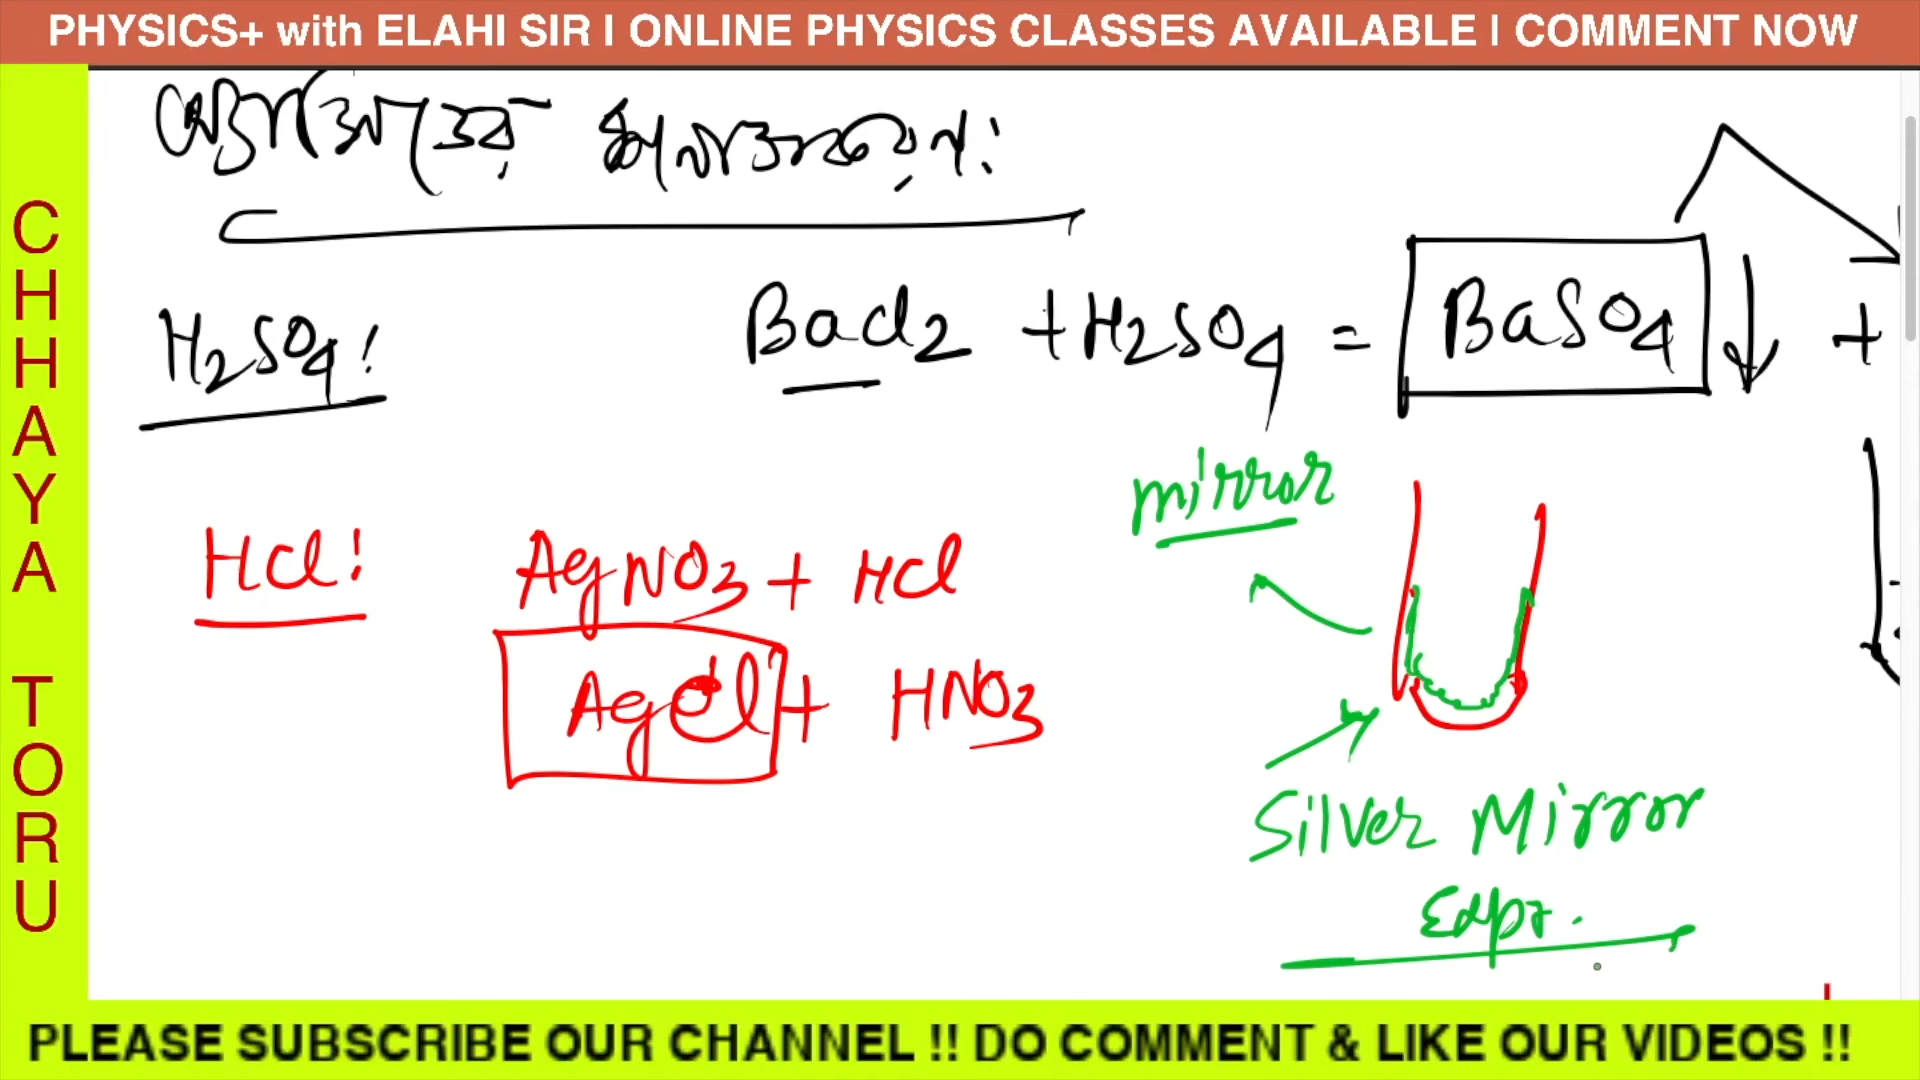 PHYSICS+ with ELAHI SIR I ONLINE PHYSICS CLASSES AVAILABLE I COMMENT NOW
CHHAYA TORU
H2SO4!
BaCl2 + H2SO4 = BaSO4 ↓ +
mirror
HCl!
AgNO3 + HCl
AgCl + HNO3
Silver Mirror
Expt.
PLEASE SUBSCRIBE OUR CHANNEL !! DO COMMENT & LIKE OUR VIDEOS !!